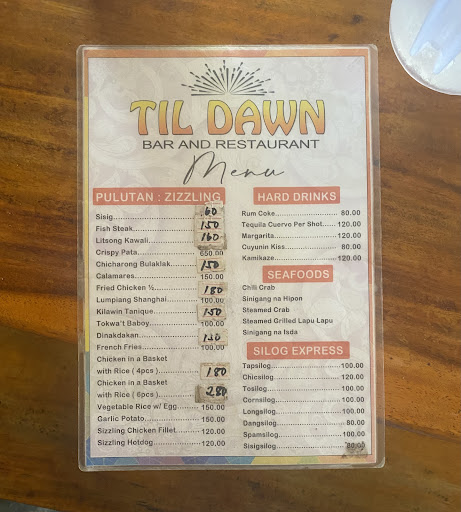 TIL DAWN
BAR AND RESTAURANT
Menu
PULUTAN : ZIZZLING
Sisig 60
Fish Steak 150
Litsong Kawali 160
Crispy Pata 650.00
Chicharong Bulaklak 150
Calamares 150.00
Fried Chicken ½ 180
Lumpiang Shanghai 100.00
Kilawin Tanique 150
Tokwa't Baboy 100.00
Dinakdakan 130
French Fries 100.00
Chicken in a Basket
with Rice ( 4pcs ) 180
Chicken in a Basket
with Rice ( 6pcs ) 280
Vegetable Rice w/ Egg 150.00
Garlic Potato 150.00
Sizzling Chicken Fillet 120.00
Sizzling Hotdog 120.00
HARD DRINKS
Rum Coke 80.00
Tequila Cuervo Per Shot 120.00
Margarita 120.00
Cuyunin Kiss 80.00
Kamikaze 120.00
SEAFOODS
Chili Crab
Sinigang na Hipon
Steamed Crab
Steamed Grilled Lapu Lapu
Sinigang na Isda
SILOG EXPRESS
Tapsilog 100.00
Chicsilog 120.00
Tosilog 100.00
Cornsilog 100.00
Longsilog 100.00
Dangsilog 80.00
Spamsilog 100.00
Sisigsilog